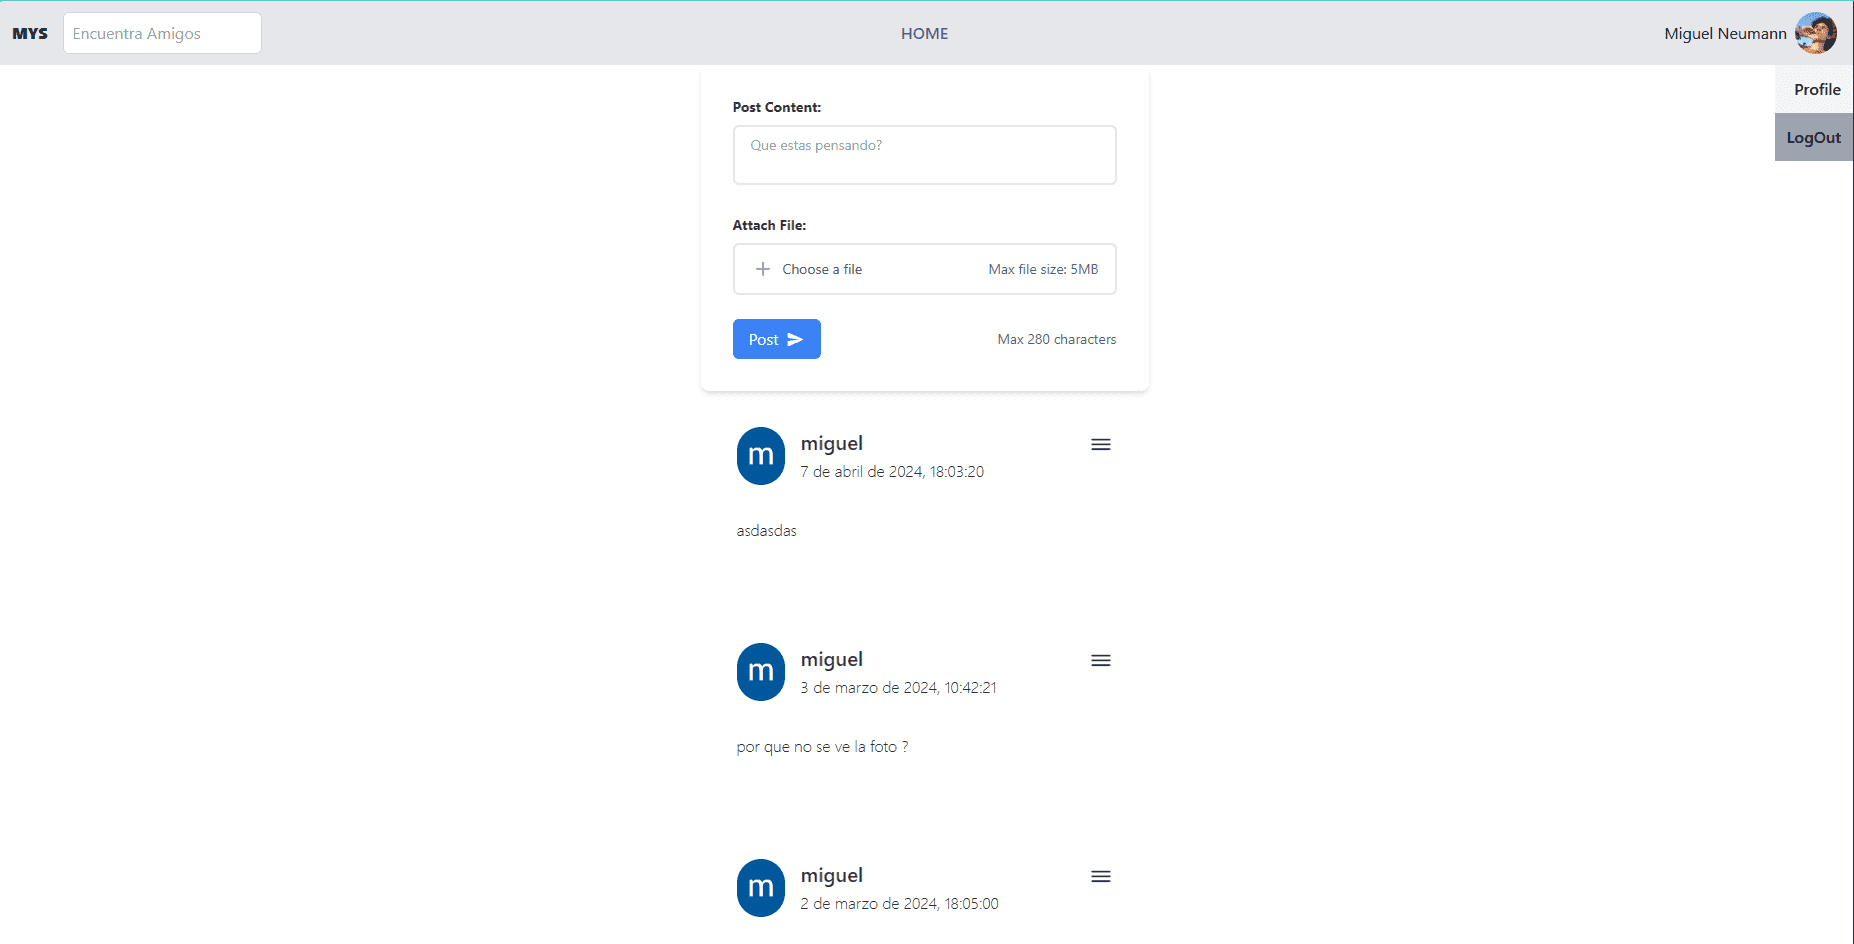 MYS
Encuentra Amigos
HOME
Miguel Neumann
Profile
LogOut
Post Content:
Que estas pensando?
Attach File:
Choose a file
Max file size: 5MB
Post
Max 280 characters
m
miguel
7 de abril de 2024, 18:03:20
asdasdas
m
miguel
3 de marzo de 2024, 10:42:21
por que no se ve la foto ?
m
miguel
2 de marzo de 2024, 18:05:00